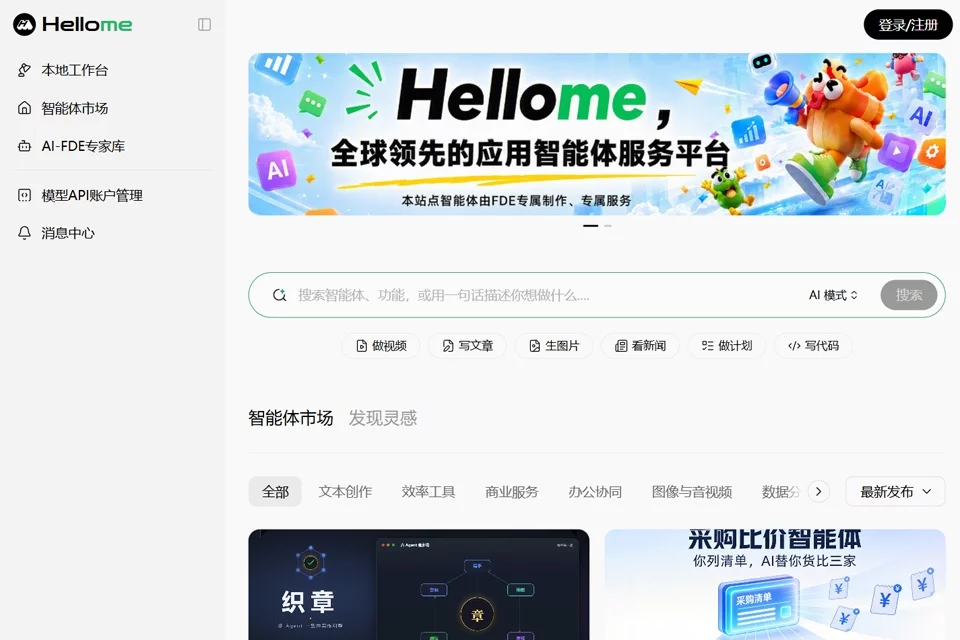 Hellome
登录/注册
本地工作台
智能体市场
AI-FDE专家库
模型API账户管理
消息中心
Hellome，
全球领先的应用智能体服务平台
本站点智能体由FDE专属制作、专属服务
AI
AI
搜索智能体、功能，或用一句话描述你想做什么....
AI 模式
搜索
做视频
写文章
生图片
看新闻
做计划
写代码
智能体市场
发现灵感
全部
文本创作
效率工具
商业服务
办公协同
图像与音视频
数据分
最新发布
织章
章
采购比价智能体
你列清单，AI替你货比三家
采购清单